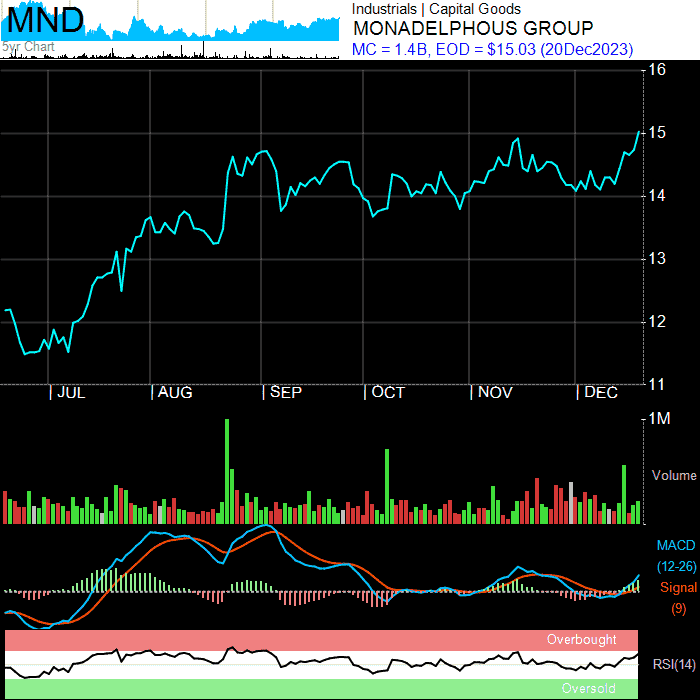 MND
5yr Chart
Industrials | Capital Goods
MONADELPHOUS GROUP
MC = 1.4B, EOD = $15.03 (20Dec2023)
16
15
14
13
12
11
| JUL | AUG | SEP | OCT | NOV | DEC
1M
Volume
MACD
(12-26)
Signal
(9)
Overbought
RSI(14)
Oversold